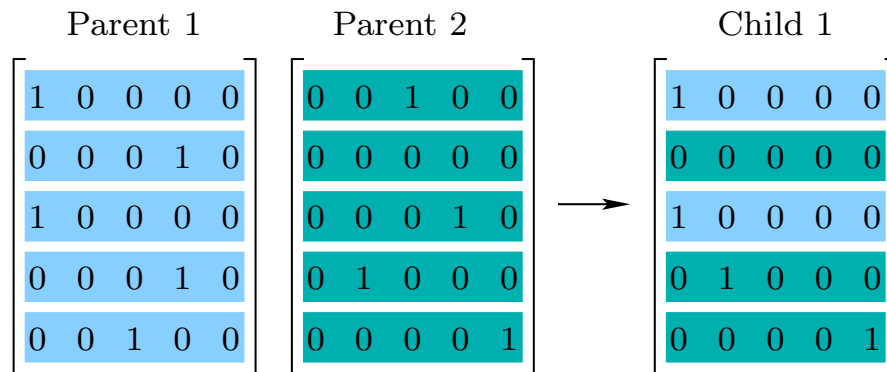 Parent 1 Parent 2 Child 1
1 0 0 0 0 0 0 1 0 0 1 0 0 0 0
0 0 0 1 0 0 0 0 0 0 0 0 0 0 0
1 0 0 0 0 0 0 0 1 0 1 0 0 0 0
0 0 0 1 0 0 1 0 0 0 0 1 0 0 0
0 0 1 0 0 0 0 0 0 1 0 0 0 0 1